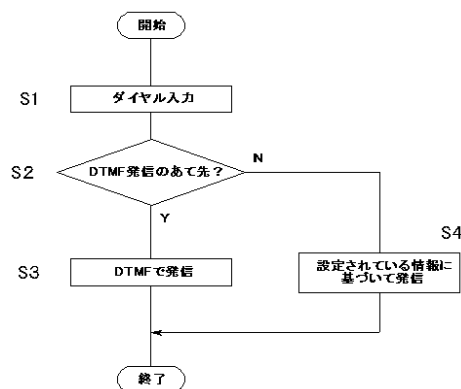 開始
S1
ダイヤル入力
S2
DTMF発信のあて先？
N
Y
S4
S3
DTMFで発信
設定されている情報に
基づいて発信
終了